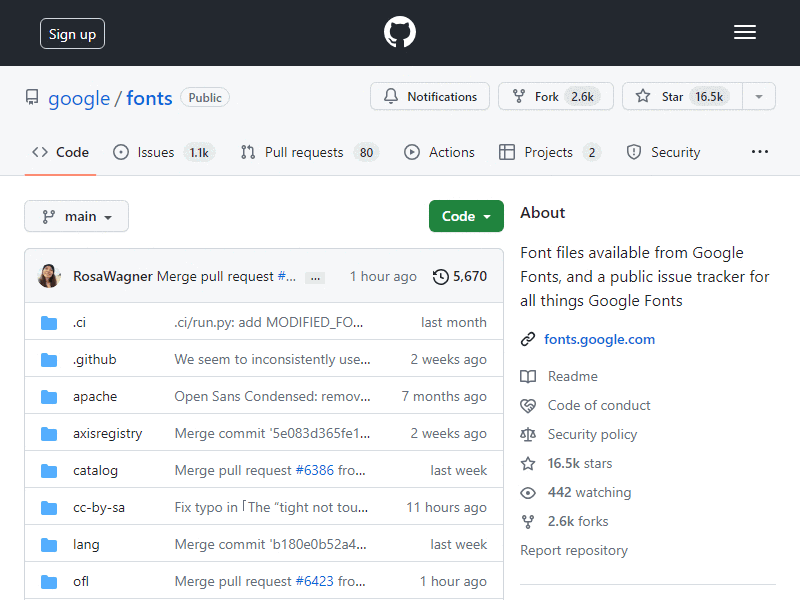 Sign up
google / fonts Public
Notifications Fork 2.6k Star 16.5k
Code Issues 1.1k Pull requests 80 Actions Projects 2 Security ...
main Code
RosaWagner Merge pull request #... ... 1 hour ago 5,670
.ci .ci/run.py: add MODIFIED_FO... last month
.github We seem to inconsistently use... 2 weeks ago
apache Open Sans Condensed: remov... 7 months ago
axisregistry Merge commit '5e083d365fe1... 2 weeks ago
catalog Merge pull request #6386 fro... last week
cc-by-sa Fix typo in ｢The “tight not tou... 11 hours ago
lang Merge commit 'b180e0b52a4... last week
ofl Merge pull request #6423 fro... 1 hour ago
About
Font files available from Google
Fonts, and a public issue tracker for
all things Google Fonts
fonts.google.com
Readme
Code of conduct
Security policy
16.5k stars
442 watching
2.6k forks
Report repository